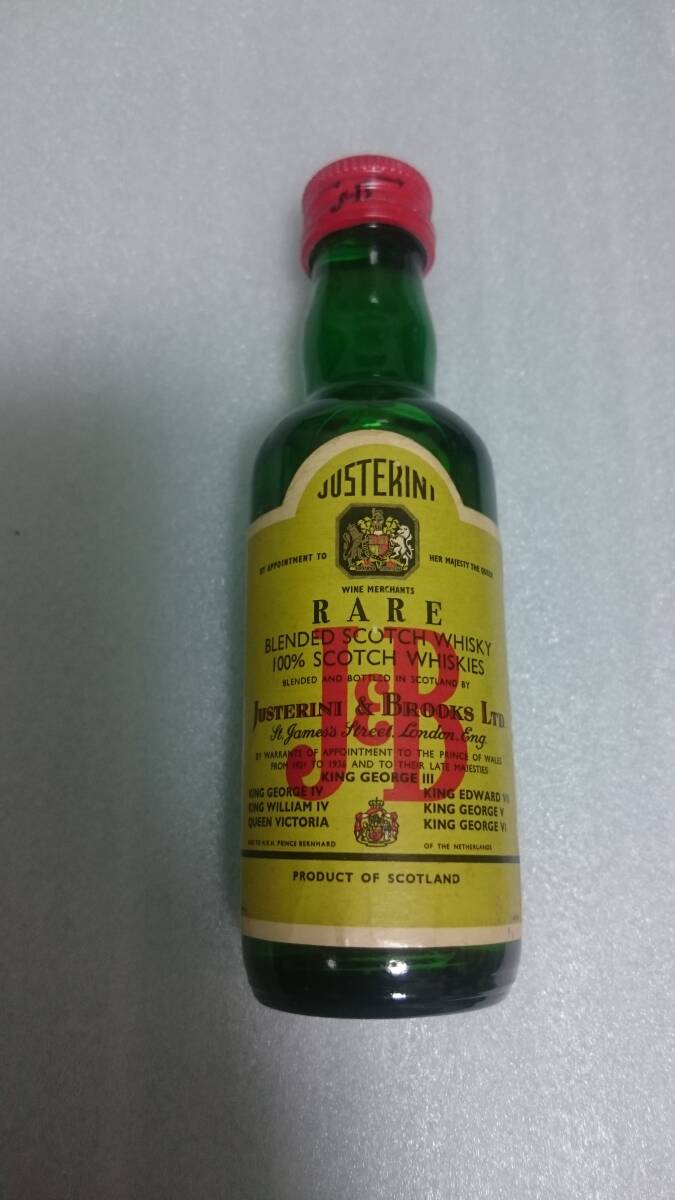 J&B
JUSTERINI
BY APPOINTMENT TO HER MAJESTY THE QUEEN
WINE MERCHANTS
RARE
BLENDED SCOTCH WHISKY
100% SCOTCH WHISKIES
BLENDED AND BOTTLED IN SCOTLAND BY
J&B
JUSTERINI & BROOKS LTD
St. James's Street, London, Eng.
BY WARRANTS OF APPOINTMENT TO THE PRINCE OF WALES
FROM 1921 TO 1936 AND TO THEIR LATE MAJESTIES
KING GEORGE III
KING GEORGE IV KING EDWARD VII
KING WILLIAM IV KING GEORGE V
QUEEN VICTORIA KING GEORGE VI
AND TO H.R.H. PRINCE BERNHARD OF THE NETHERLANDS
PRODUCT OF SCOTLAND